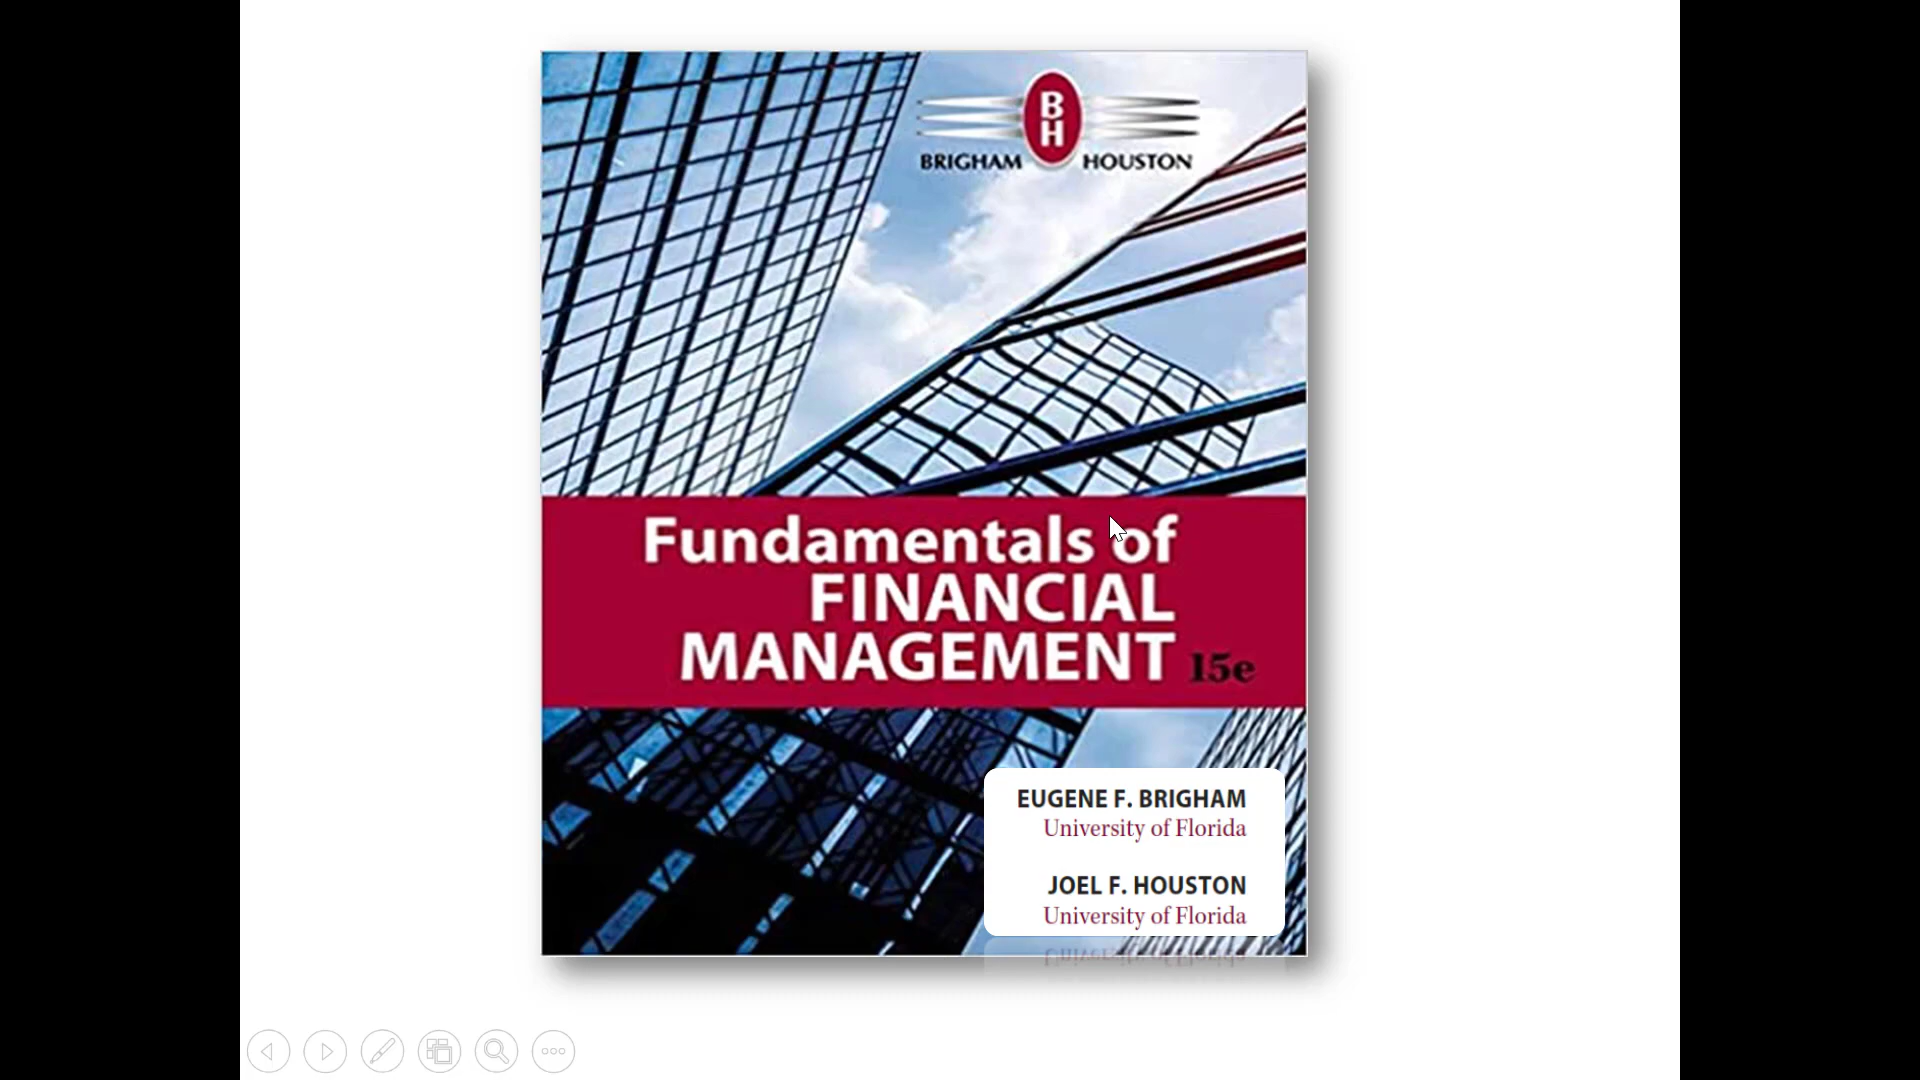 B
H
BRIGHAM HOUSTON
Fundamentals of
FINANCIAL
MANAGEMENT 15e
EUGENE F. BRIGHAM
University of Florida
JOEL F. HOUSTON
University of Florida